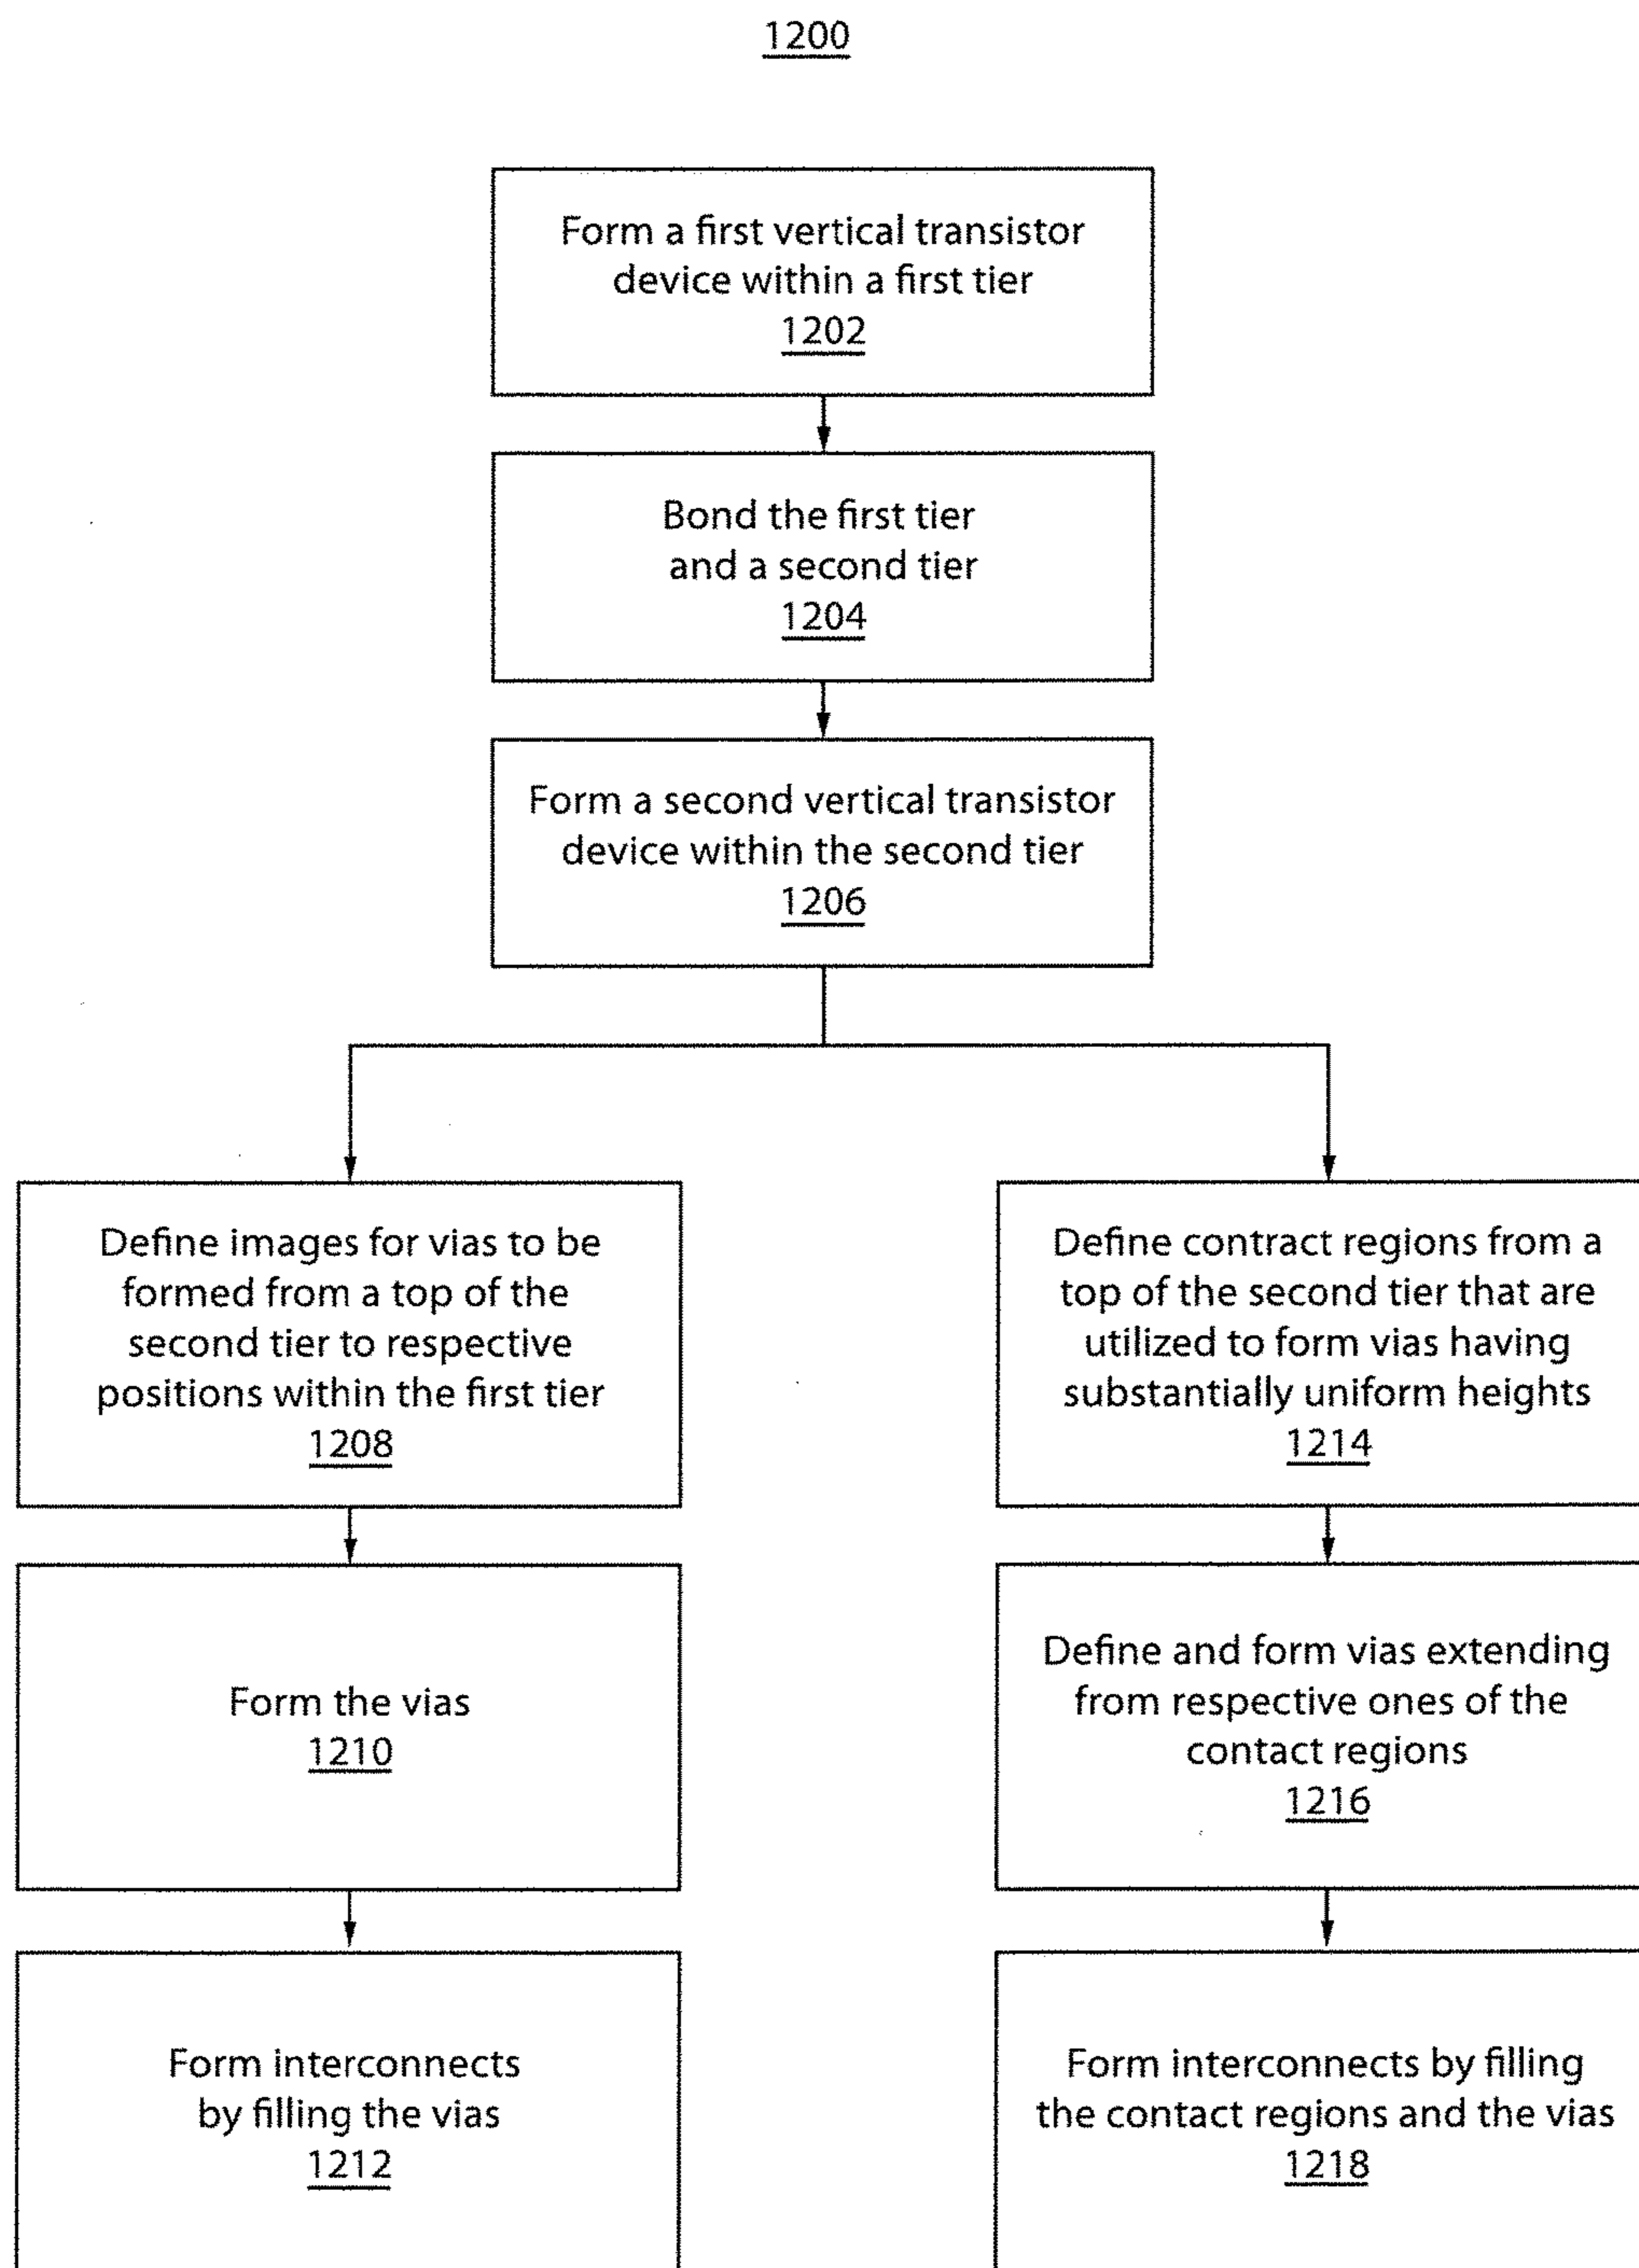 1200
Form a first vertical transistor
device within a first tier
1202
Bond the first tier
and a second tier
1204
Form a second vertical transistor
device within the second tier
1206
Define images for vias to be
formed from a top of the
second tier to respective
positions within the first tier
1208
Define contract regions from a
top of the second tier that are
utilized to form vias having
substantially uniform heights
1214
Form the vias
1210
Define and form vias extending
from respective ones of the
contact regions
1216
Form interconnects
by filling the vias
1212
Form interconnects by filling
the contact regions and the vias
1218